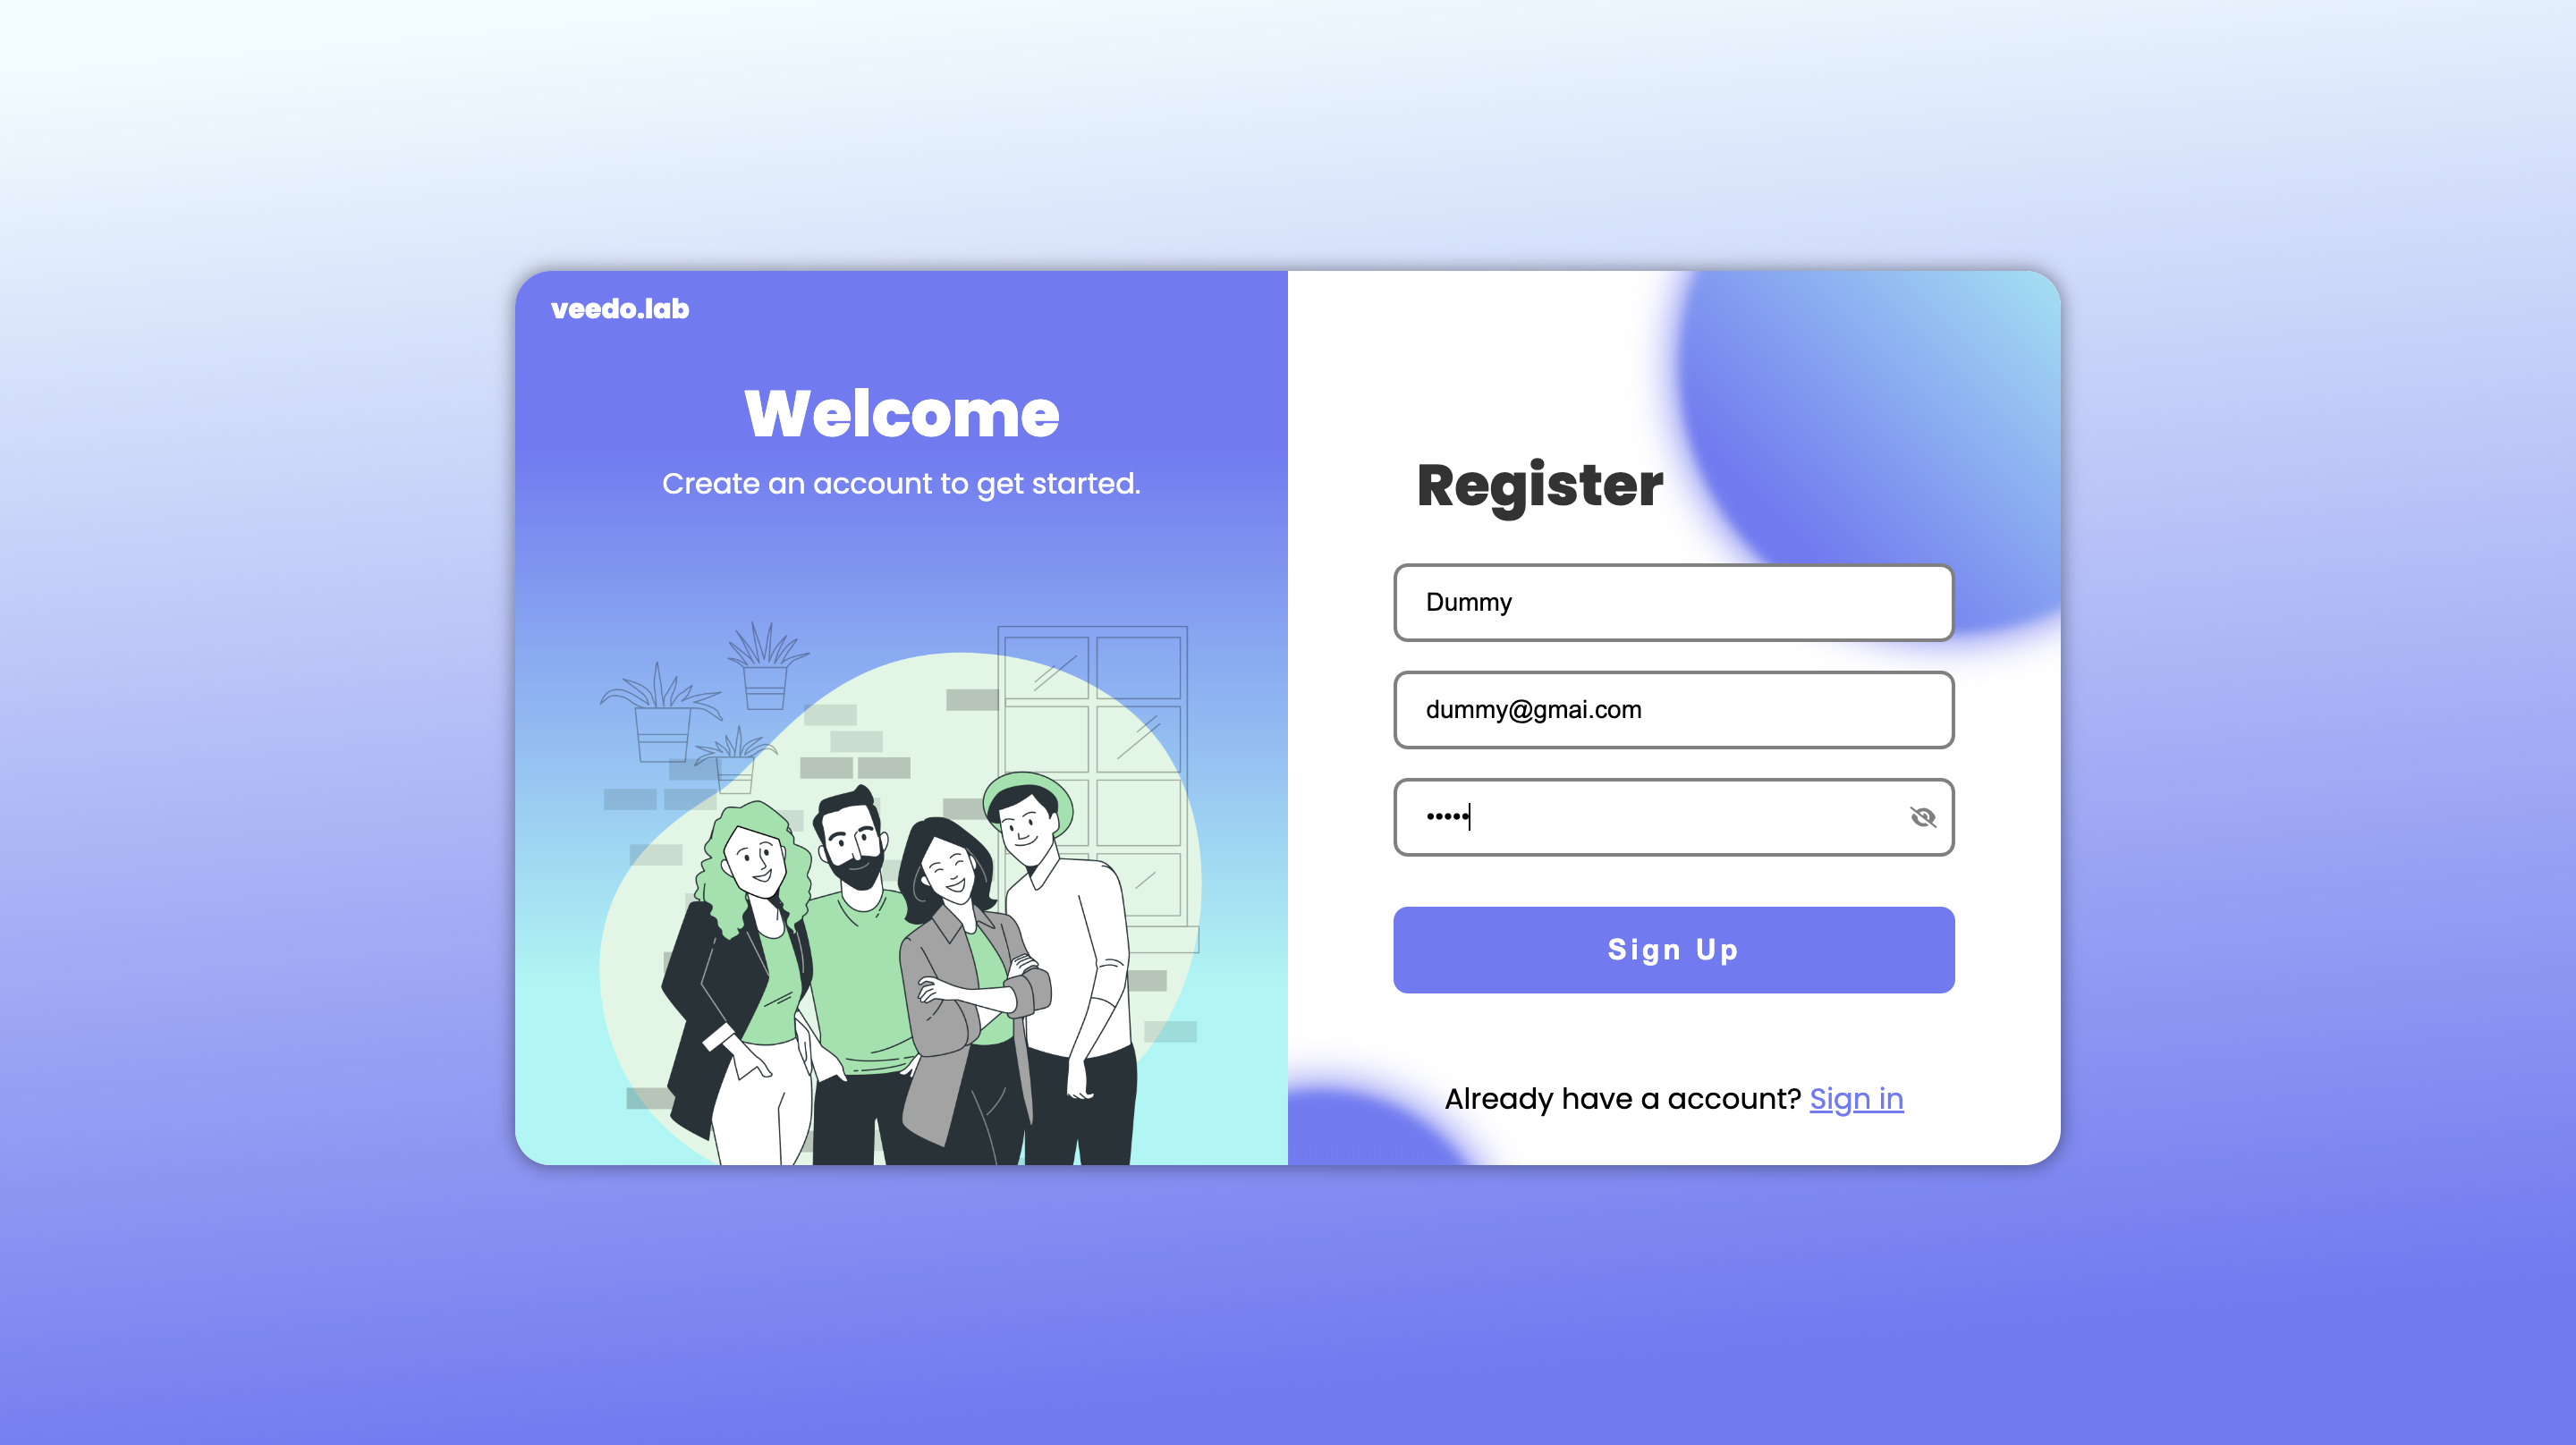 veedo.lab
Welcome
Create an account to get started.
Register
Dummy
dummy@gmai.com
•••••
Sign Up
Already have a account? Sign in